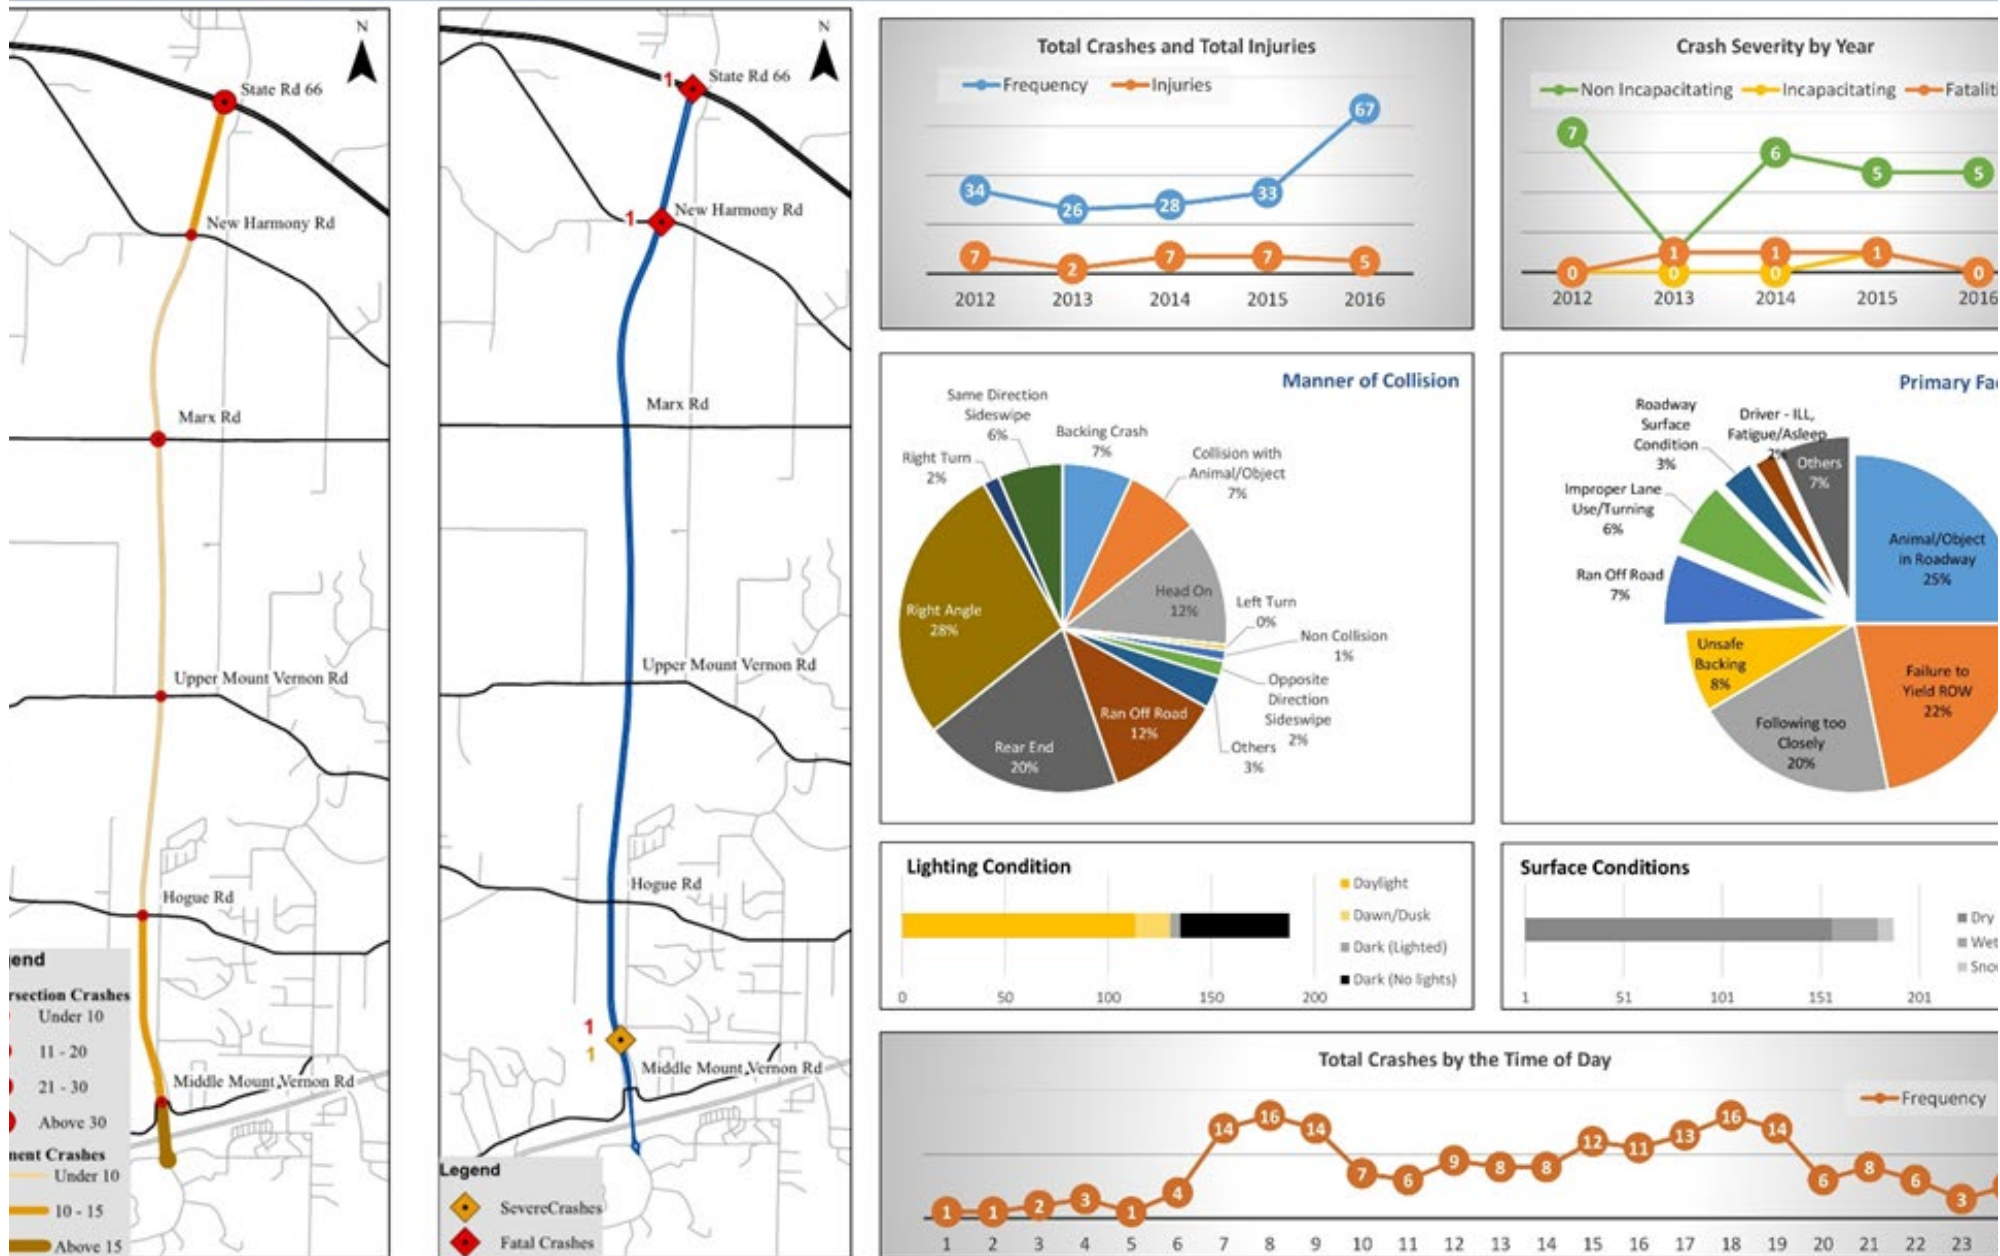 N
State Rd 66
New Harmony Rd
Marx Rd
Upper Mount Vernon Rd
Hogue Rd
Middle Mount Vernon Rd
end
rsection Crashes
Under 10
11 - 20
21 - 30
Above 30
nent Crashes
Under 10
10 - 15
Above 15
N
1
State Rd 66
1
New Harmony Rd
Marx Rd
Upper Mount Vernon Rd
Hogue Rd
1
1
Middle Mount Vernon Rd
Legend
SevereCrashes
Fatal Crashes
Total Crashes and Total Injuries
Frequency Injuries
34 26 28 33 67
7 2 7 7 5
2012 2013 2014 2015 2016
Crash Severity by Year
Non Incapacitating Incapacitating Fataliti
7 6 5 5
0 1 1 1 0
0 0
2012 2013 2014 2015 2016
Manner of Collision
Same Direction
Sideswipe
6%
Backing Crash
7%
Collision with
Animal/Object
7%
Right Turn
2%
Head On
12%
Left Turn
0%
Non Collision
1%
Right Angle
28%
Opposite
Direction
Sideswipe
2%
Ran Off Road
12%
Others
3%
Rear End
20%
Primary Fac
Roadway
Surface
Condition
3%
Driver - ILL,
Fatigue/Asleep
2%
Others
7%
Improper Lane
Use/Turning
6%
Animal/Object
in Roadway
25%
Ran Off Road
7%
Unsafe
Backing
8%
Failure to
Yield ROW
22%
Following too
Closely
20%
Lighting Condition
Daylight
Dawn/Dusk
Dark (Lighted)
Dark (No lights)
0 50 100 150 200
Surface Conditions
Dry
Wet
Snow
1 51 101 151 201
Total Crashes by the Time of Day
Frequency
1 1 2 3 1 4 14 16 14 7 6 9 8 8 12 11 13 16 14 6 8 6 3
1 2 3 4 5 6 7 8 9 10 11 12 13 14 15 16 17 18 19 20 21 22 23